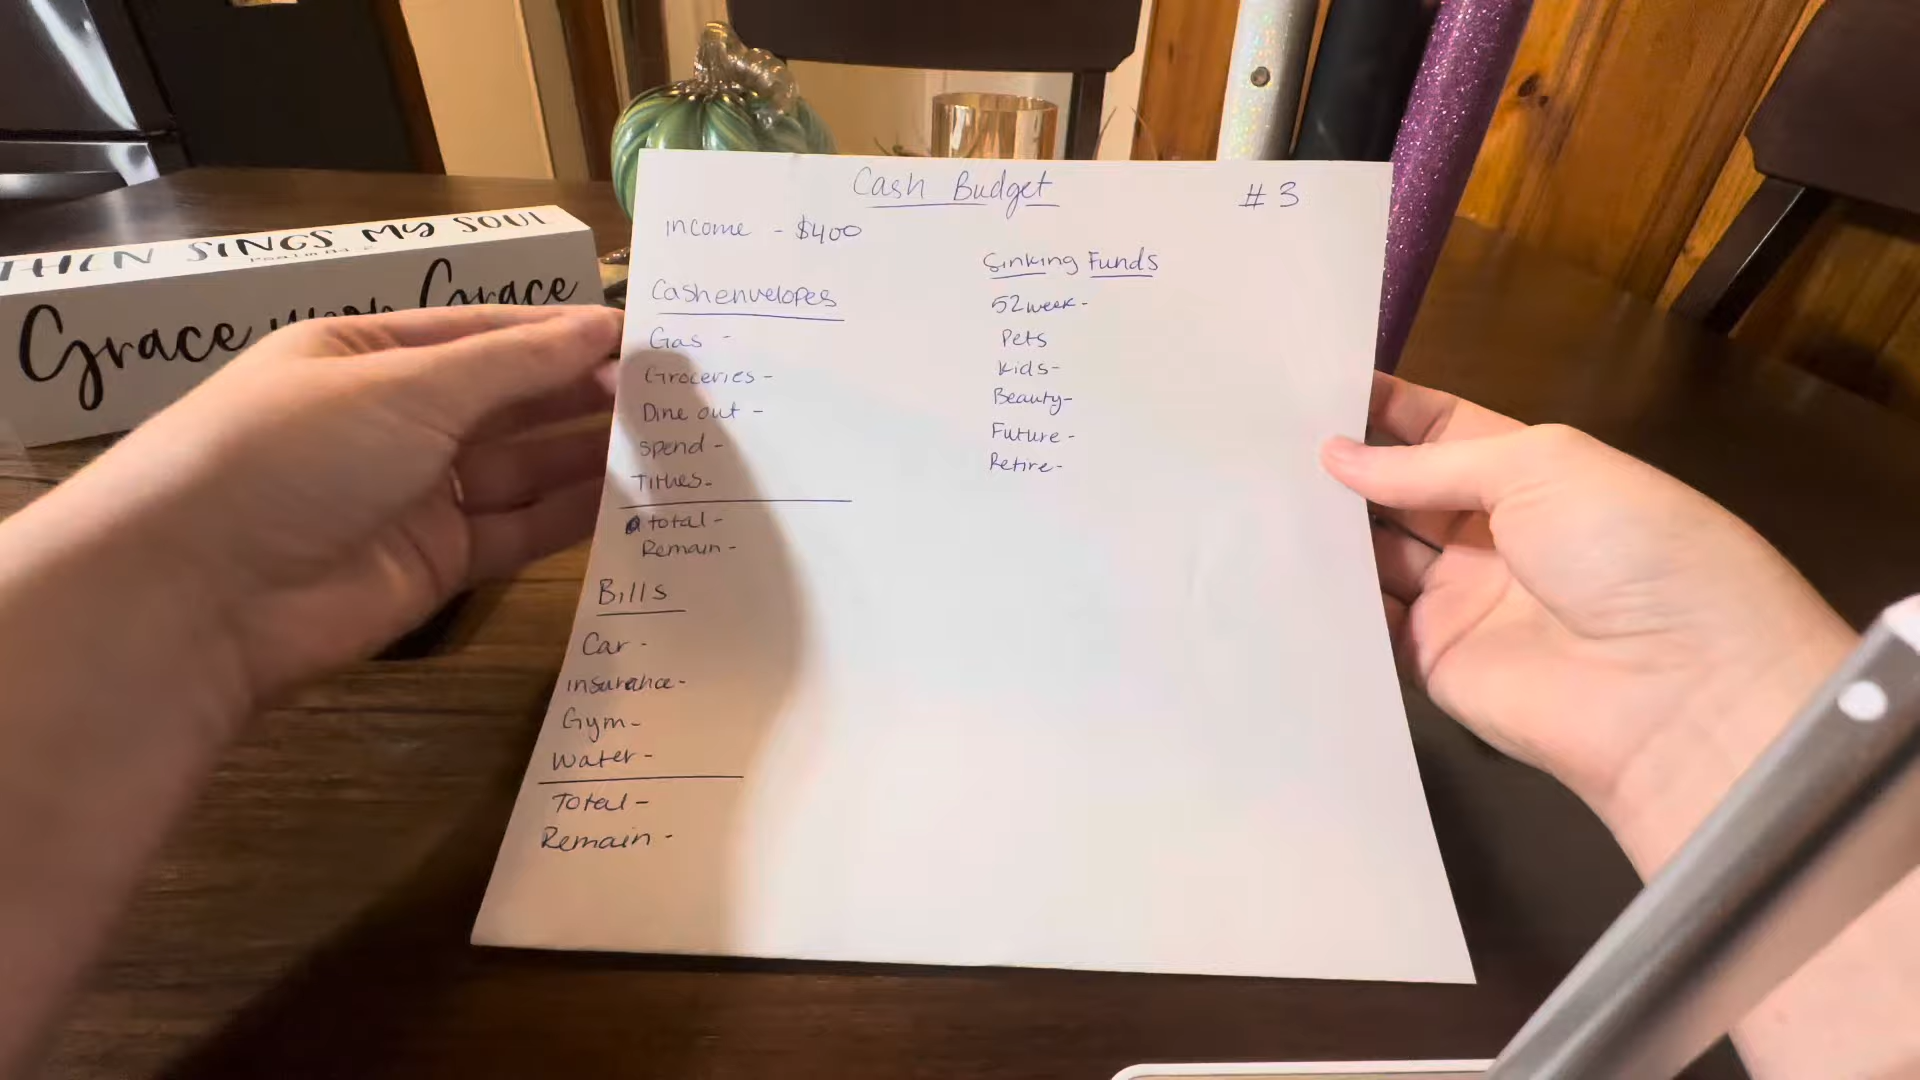 THEN SINGS MY SOUL
Grace upon Grace
Cash Budget
#3
income - $400
Cashenvelopes
Gas -
Groceries -
Dine out -
spend -
Tithes-
total -
Remain -
Bills
Car -
insurance-
Gym-
Water -
Total -
Remain -
Sinking Funds
52week-
Pets
Kids-
Beauty-
Future -
Retire-